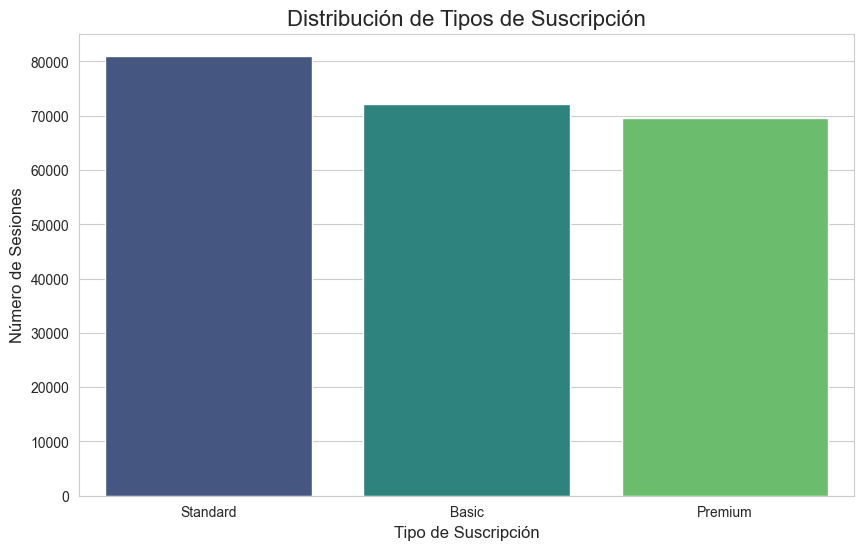 Distribución de Tipos de Suscripción
Número de Sesiones
80000
70000
60000
50000
40000
30000
20000
10000
0
Standard Basic Premium
Tipo de Suscripción